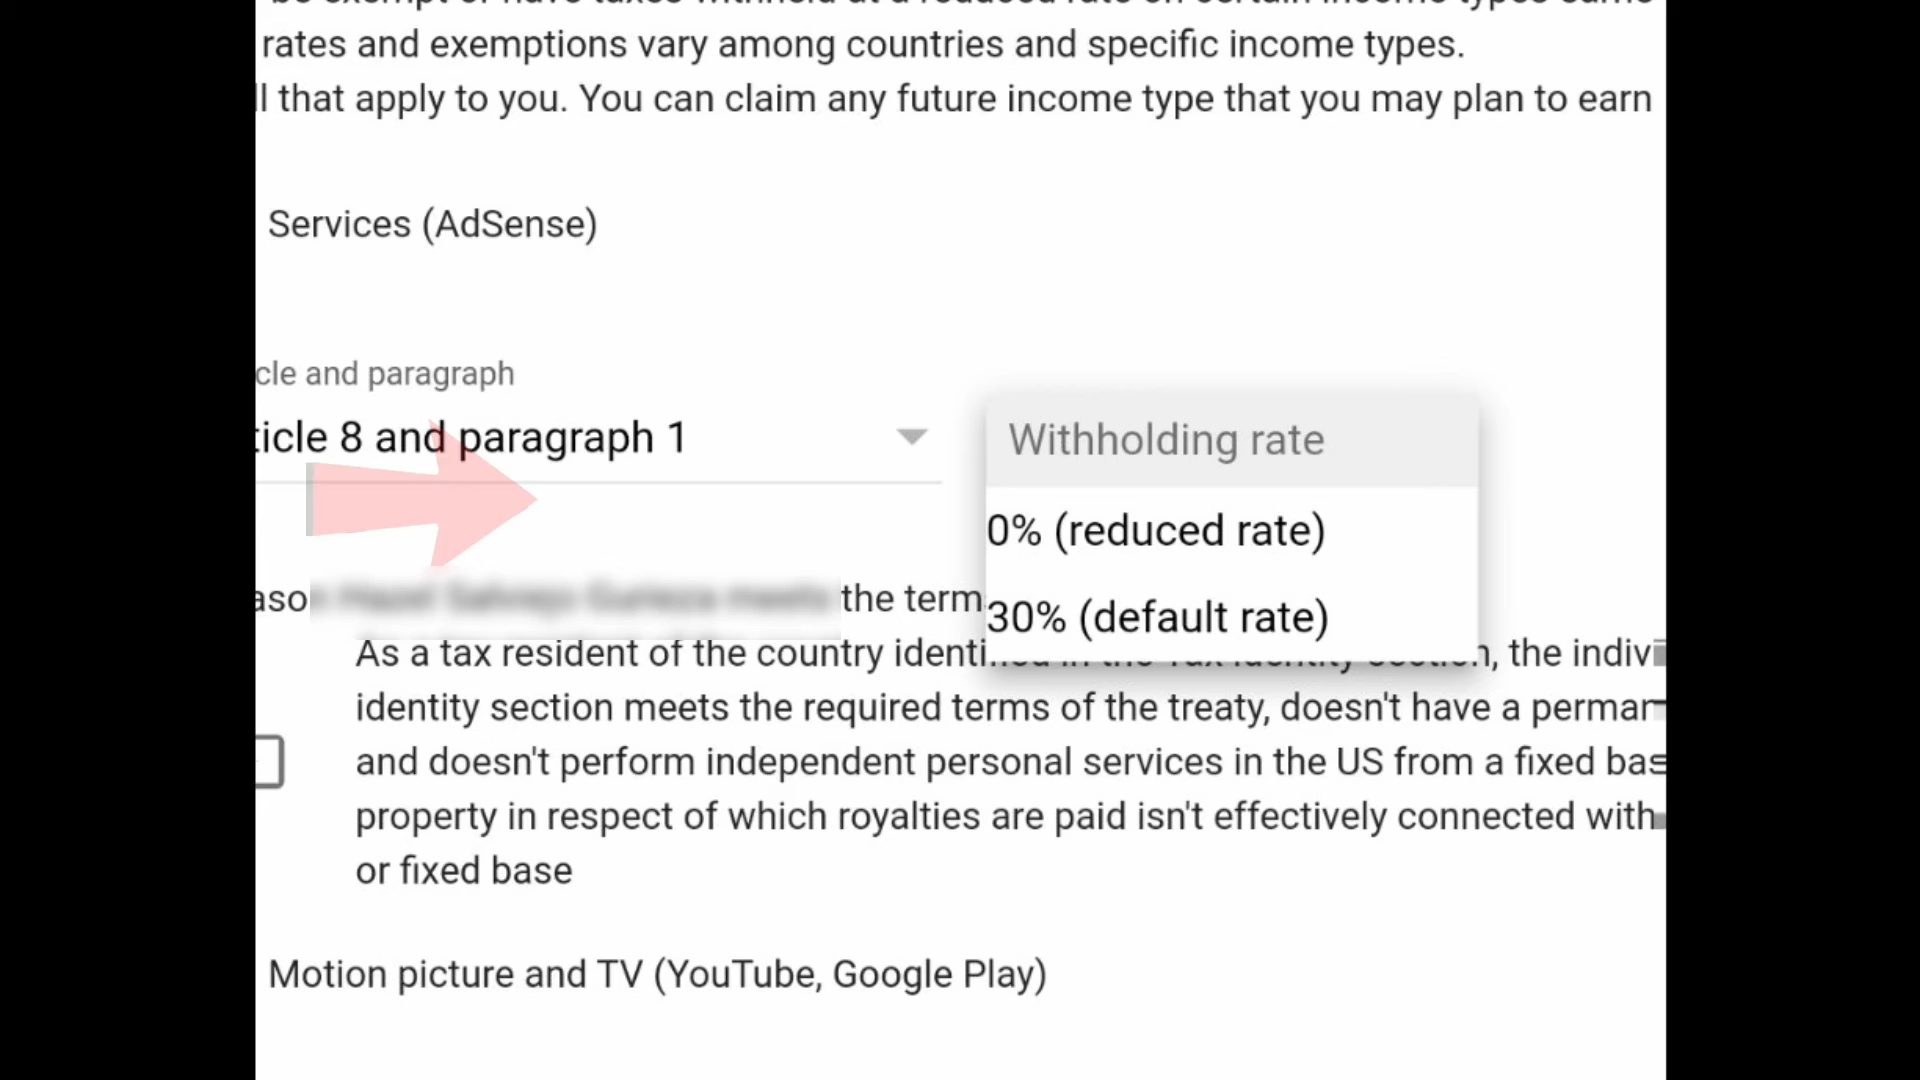 rates and exemptions vary among countries and specific income types.
ll that apply to you. You can claim any future income type that you may plan to earn
Services (AdSense)
cle and paragraph
ticle 8 and paragraph 1
Withholding rate
0% (reduced rate)
30% (default rate)
aso
the term
As a tax resident of the country identi
, the indiv
identity section meets the required terms of the treaty, doesn't have a perman
and doesn't perform independent personal services in the US from a fixed bas
property in respect of which royalties are paid isn't effectively connected with
or fixed base
Motion picture and TV (YouTube, Google Play)